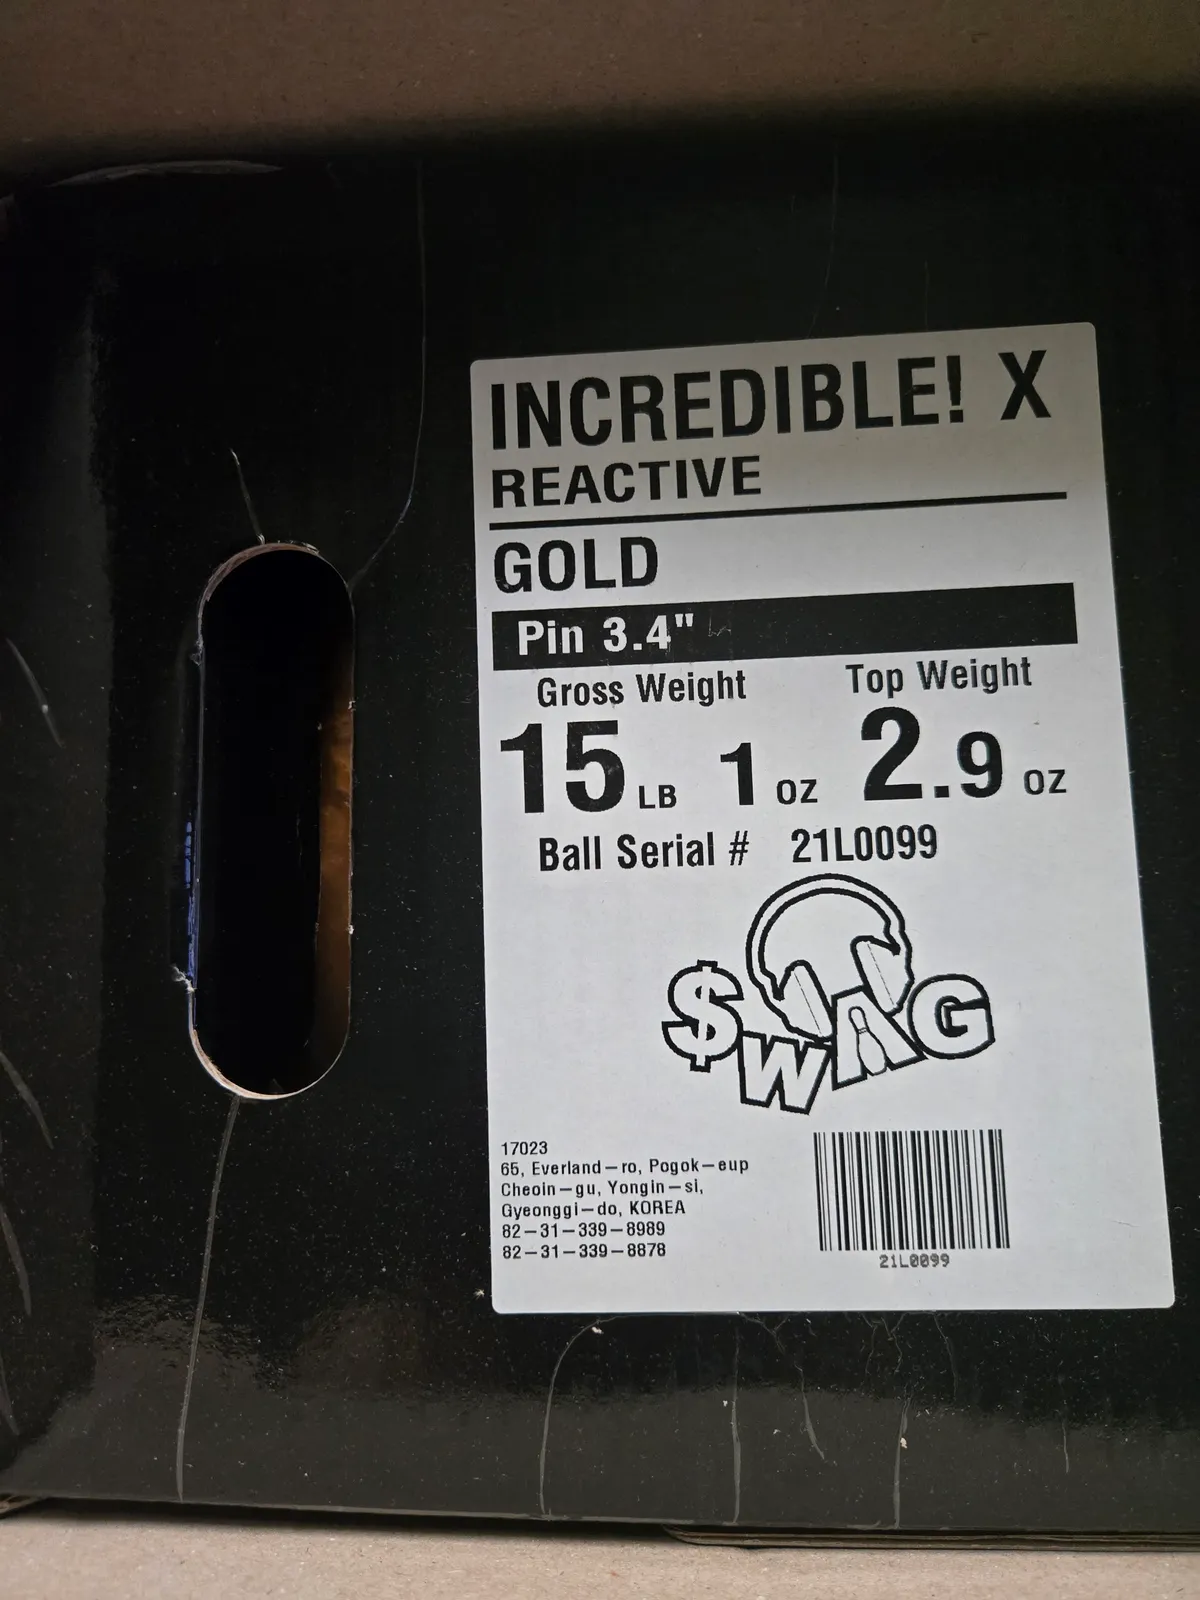 INCREDIBLE! X
REACTIVE
GOLD
Pin 3.4"
Gross Weight Top Weight
15 LB 1 oz 2.9 oz
Ball Serial # 21L0099
$WAG
17023
65, Everland-ro, Pogok-eup
Cheoin-gu, Yongin-si,
Gyeonggi-do, KOREA
82-31-339-8989
82-31-339-8878
21L0099